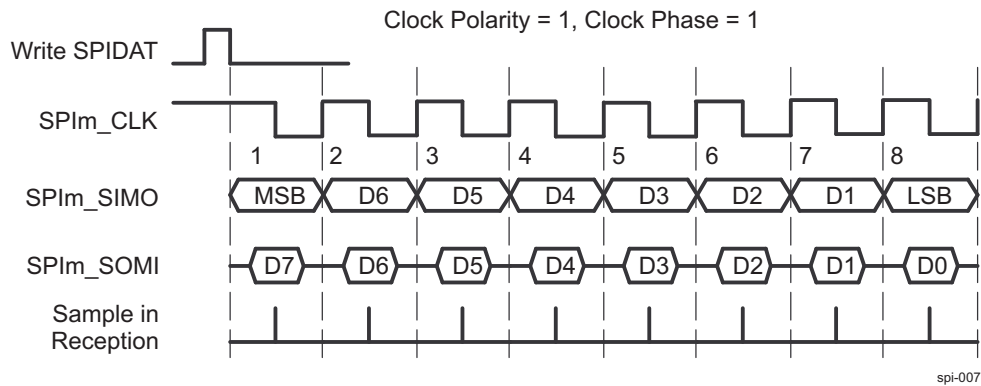 Clock Polarity = 1, Clock Phase = 1
Write SPIDAT
SPIm_CLK
1 2 3 4 5 6 7 8
SPIm_SIMO MSB D6 D5 D4 D3 D2 D1 LSB
SPIm_SOMI D7 D6 D5 D4 D3 D2 D1 D0
Sample in
Reception
spi-007